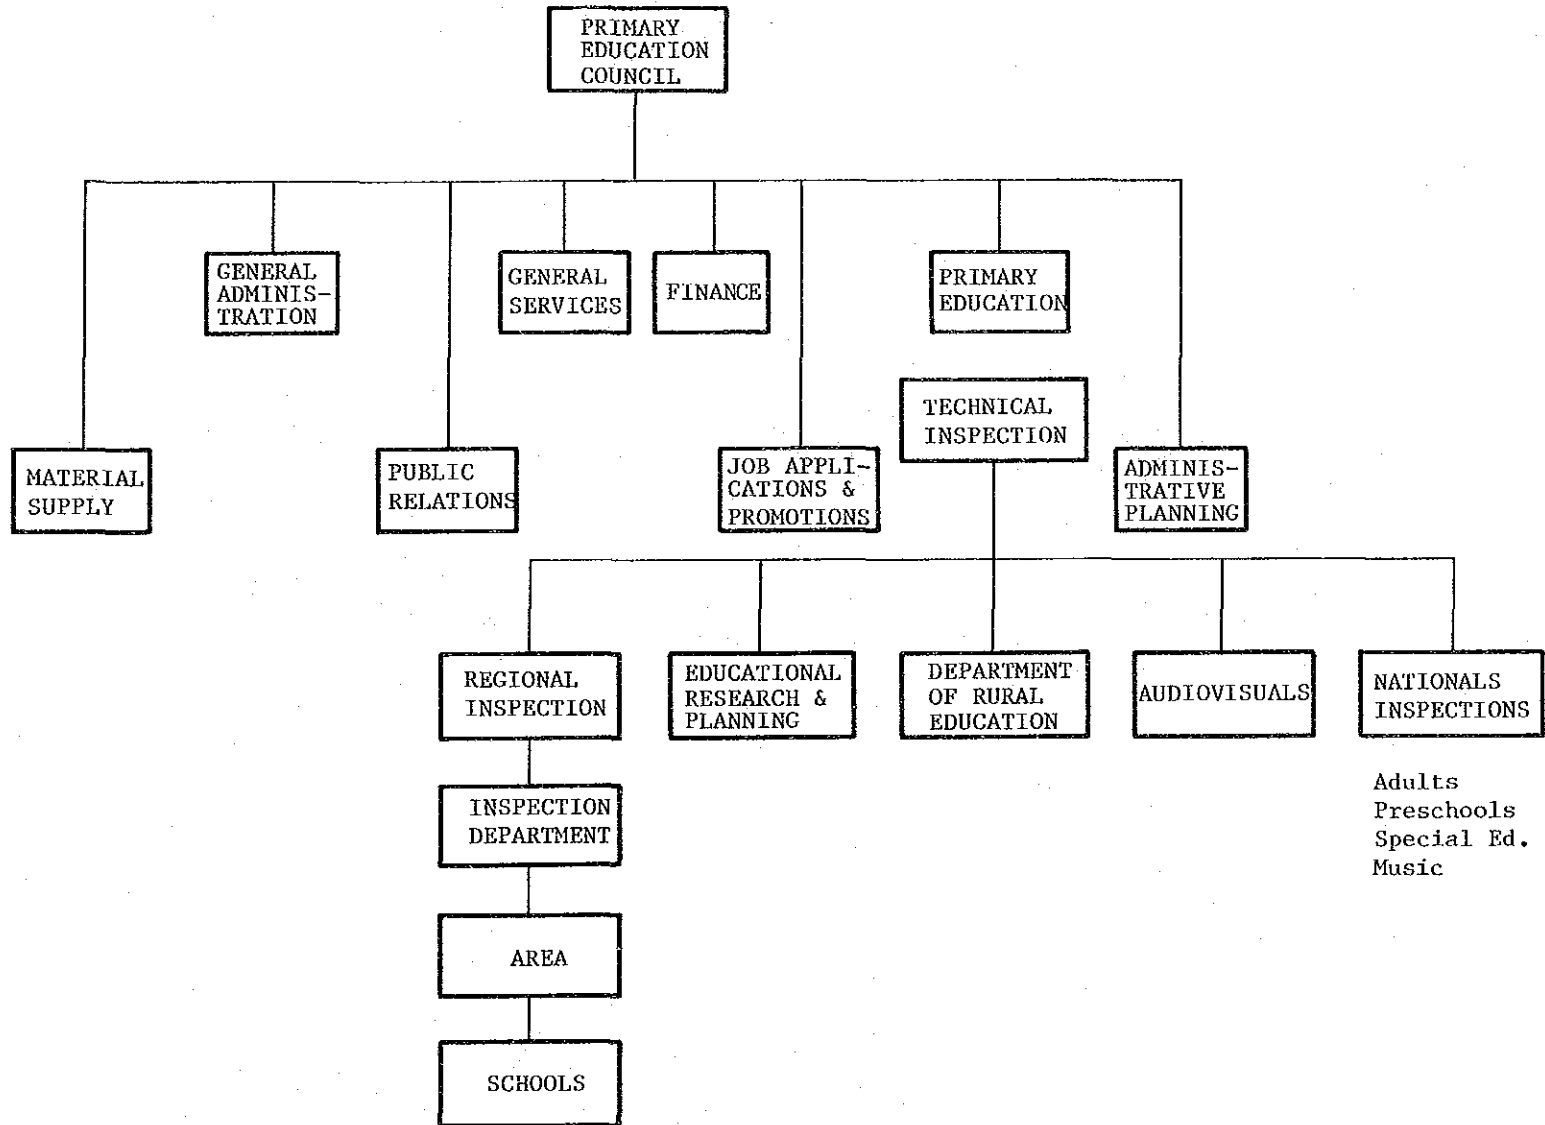 PRIMARY
EDUCATION
COUNCIL
GENERAL
ADMINIS-
TRATION
GENERAL
SERVICES
FINANCE
PRIMARY
EDUCATION
TECHNICAL
INSPECTION
MATERIAL
SUPPLY
PUBLIC
RELATIONS
JOB APPLI-
CATIONS &
PROMOTIONS
ADMINIS-
TRATIVE
PLANNING
REGIONAL
INSPECTION
EDUCATIONAL
RESEARCH &
PLANNING
DEPARTMENT
OF RURAL
EDUCATION
AUDIOVISUALS
NATIONALS
INSPECTIONS
Adults
Preschools
Special Ed.
Music
INSPECTION
DEPARTMENT
AREA
SCHOOLS